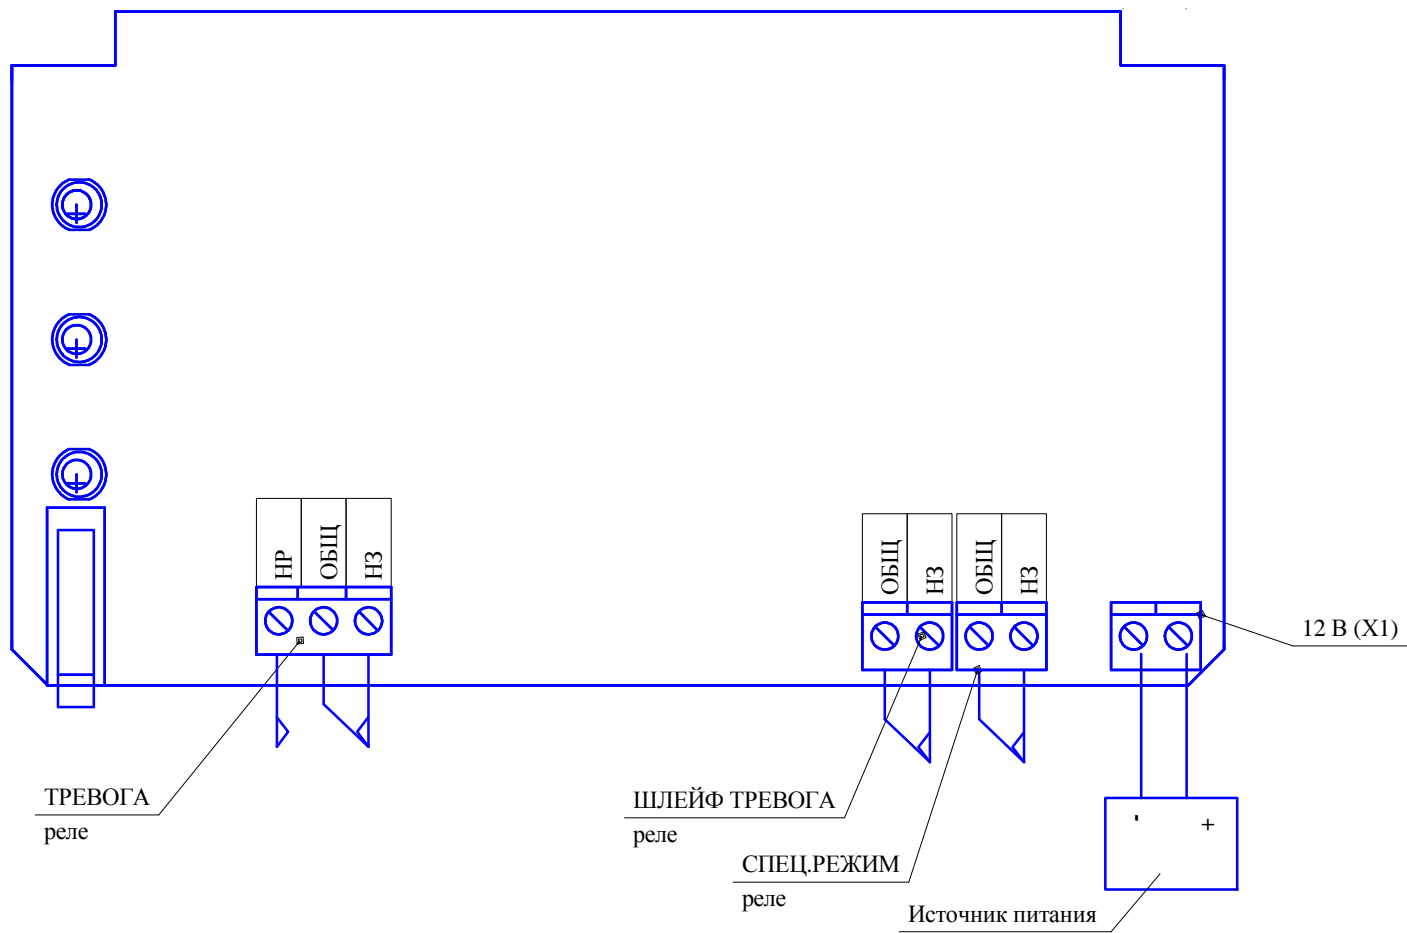 НР
ОБЩ
НЗ
ОБЩ
НЗ
ОБЩ
НЗ
12 В (X1)
ТРЕВОГА
реле
ШЛЕЙФ ТРЕВОГА
реле
СПЕЦ.РЕЖИМ
реле
- +
Источник питания